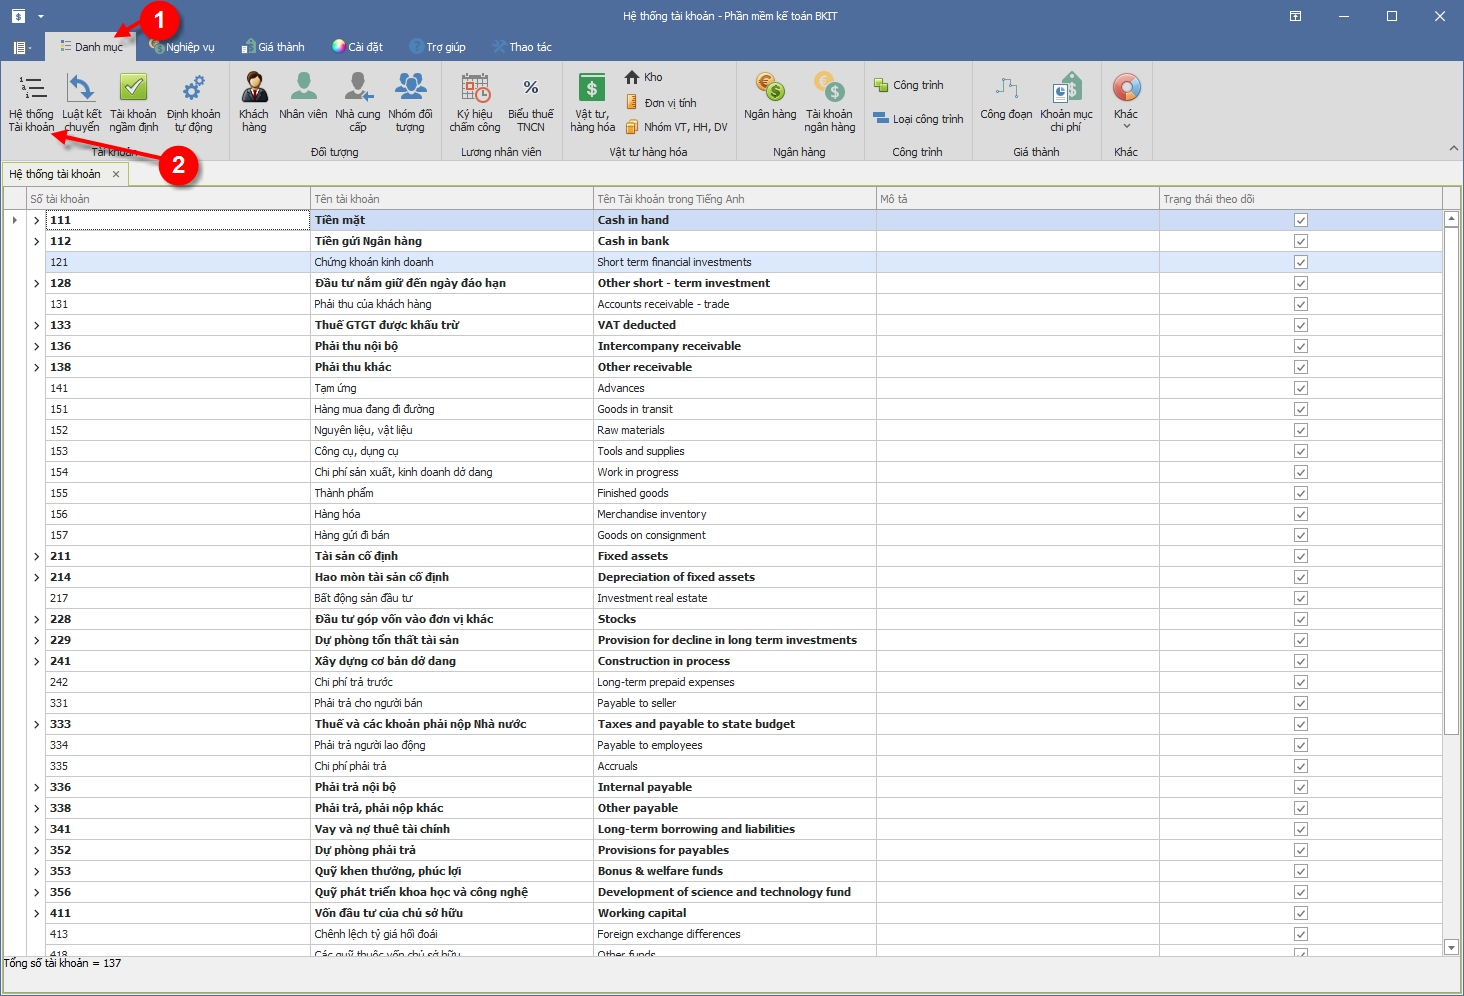 Hệ thống tài khoản - Phần mềm kế toán BKIT
1
Danh mục Nghiệp vụ Giá thành Cài đặt Trợ giúp Thao tác
Hệ thống Tài khoản
Luật kết chuyển
Tài khoản ngầm định
Định khoản tự động
Tài khoản
Khách hàng
Nhân viên
Nhà cung cấp
Nhóm đối tượng
Đối tượng
Ký hiệu chấm công
Biểu thuế TNCN
Lương nhân viên
Vật tư, hàng hóa
Kho
Đơn vị tính
Nhóm VT, HH, DV
Vật tư hàng hóa
Ngân hàng
Tài khoản ngân hàng
Ngân hàng
Công trình
Loại công trình
Công trình
Công đoạn
Khoản mục chi phí
Giá thành
Khác
Khác
2
Hệ thống tài khoản
Số tài khoản Tên tài khoản Tên Tài khoản trong Tiếng Anh Mô tả Trạng thái theo dõi
111 Tiền mặt Cash in hand
112 Tiền gửi Ngân hàng Cash in bank
121 Chứng khoán kinh doanh Short term financial investments
128 Đầu tư nắm giữ đến ngày đáo hạn Other short - term investment
131 Phải thu của khách hàng Accounts receivable - trade
133 Thuế GTGT được khấu trừ VAT deducted
136 Phải thu nội bộ Intercompany receivable
138 Phải thu khác Other receivable
141 Tạm ứng Advances
151 Hàng mua đang đi đường Goods in transit
152 Nguyên liệu, vật liệu Raw materials
153 Công cụ, dụng cụ Tools and supplies
154 Chi phí sản xuất, kinh doanh dở dang Work in progress
155 Thành phẩm Finished goods
156 Hàng hóa Merchandise inventory
157 Hàng gửi đi bán Goods on consignment
211 Tài sản cố định Fixed assets
214 Hao mòn tài sản cố định Depreciation of fixed assets
217 Bất động sản đầu tư Investment real estate
228 Đầu tư góp vốn vào đơn vị khác Stocks
229 Dự phòng tổn thất tài sản Provision for decline in long term investments
241 Xây dựng cơ bản dở dang Construction in process
242 Chi phí trả trước Long-term prepaid expenses
331 Phải trả cho người bán Payable to seller
333 Thuế và các khoản phải nộp Nhà nước Taxes and payable to state budget
334 Phải trả người lao động Payable to employees
335 Chi phí phải trả Accruals
336 Phải trả nội bộ Internal payable
338 Phải trả, phải nộp khác Other payable
341 Vay và nợ thuê tài chính Long-term borrowing and liabilities
352 Dự phòng phải trả Provisions for payables
353 Quỹ khen thưởng, phúc lợi Bonus & welfare funds
356 Quỹ phát triển khoa học và công nghệ Development of science and technology fund
411 Vốn đầu tư của chủ sở hữu Working capital
413 Chênh lệch tỷ giá hối đoái Foreign exchange differences
418 Các quỹ thuộc vốn chủ sở hữu Other funds
Tổng số tài khoản = 137